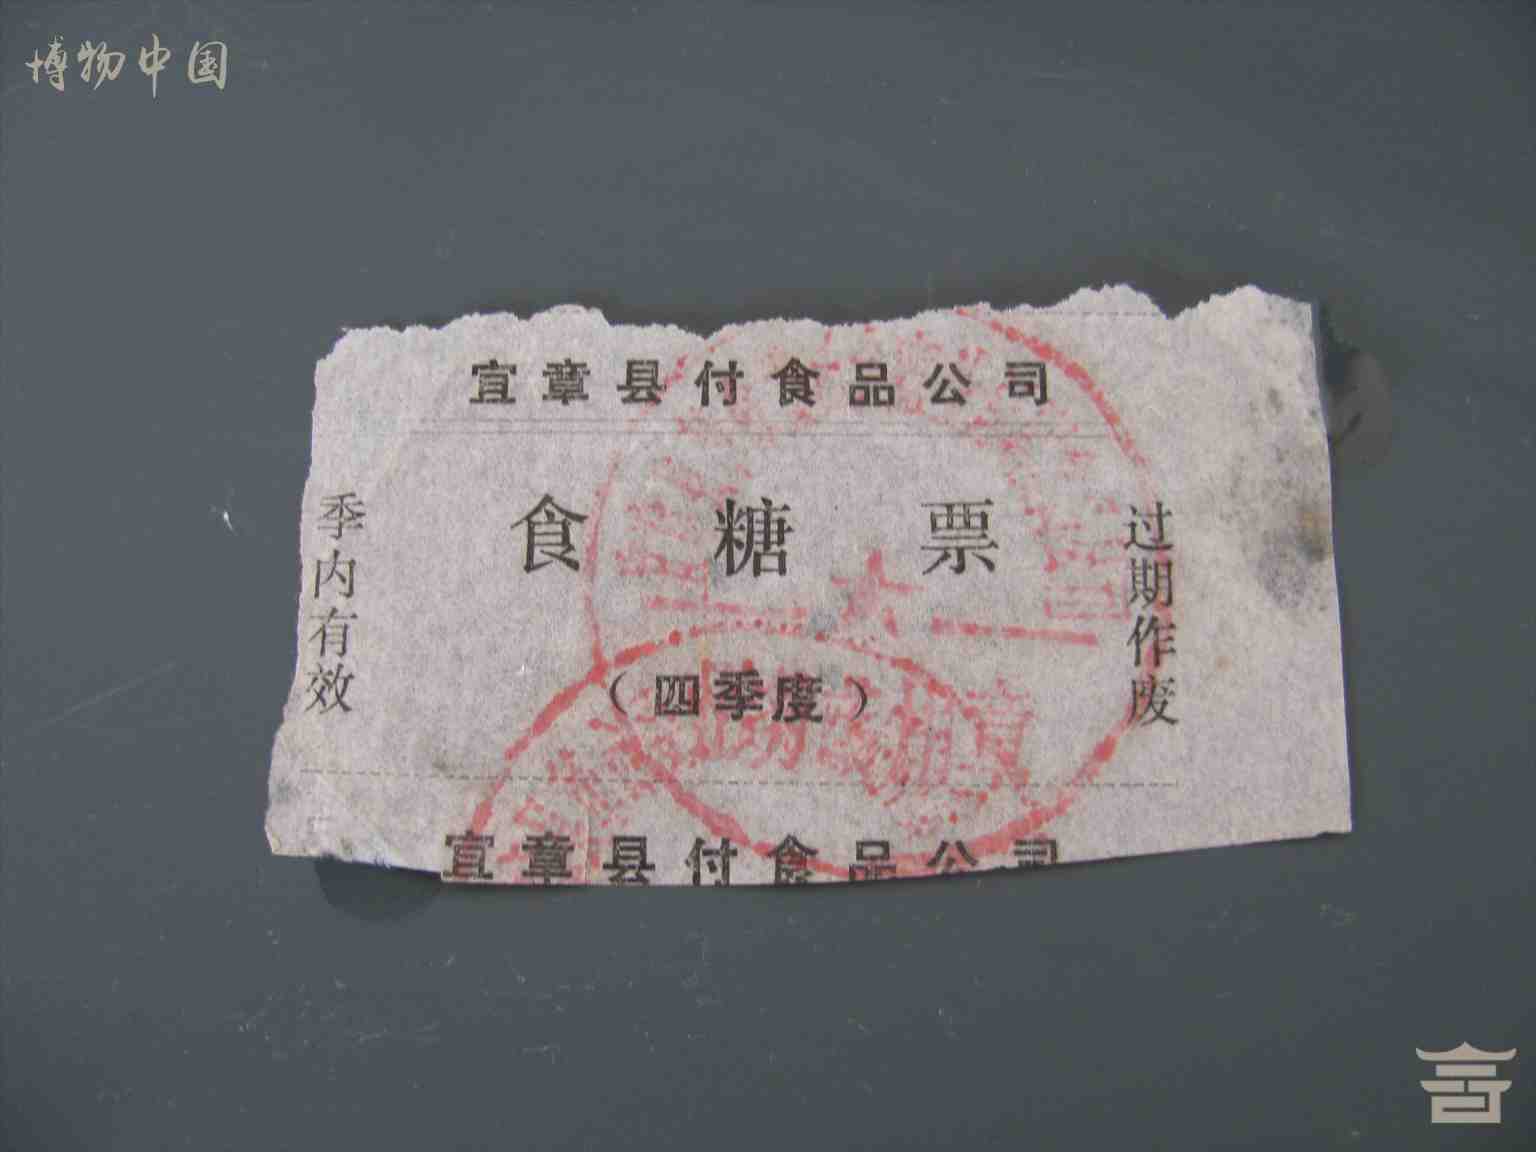 博物中国
宜章县付食品公司
食糖票
季内有效
过期作废
（四季度）
宜章县付食品公司